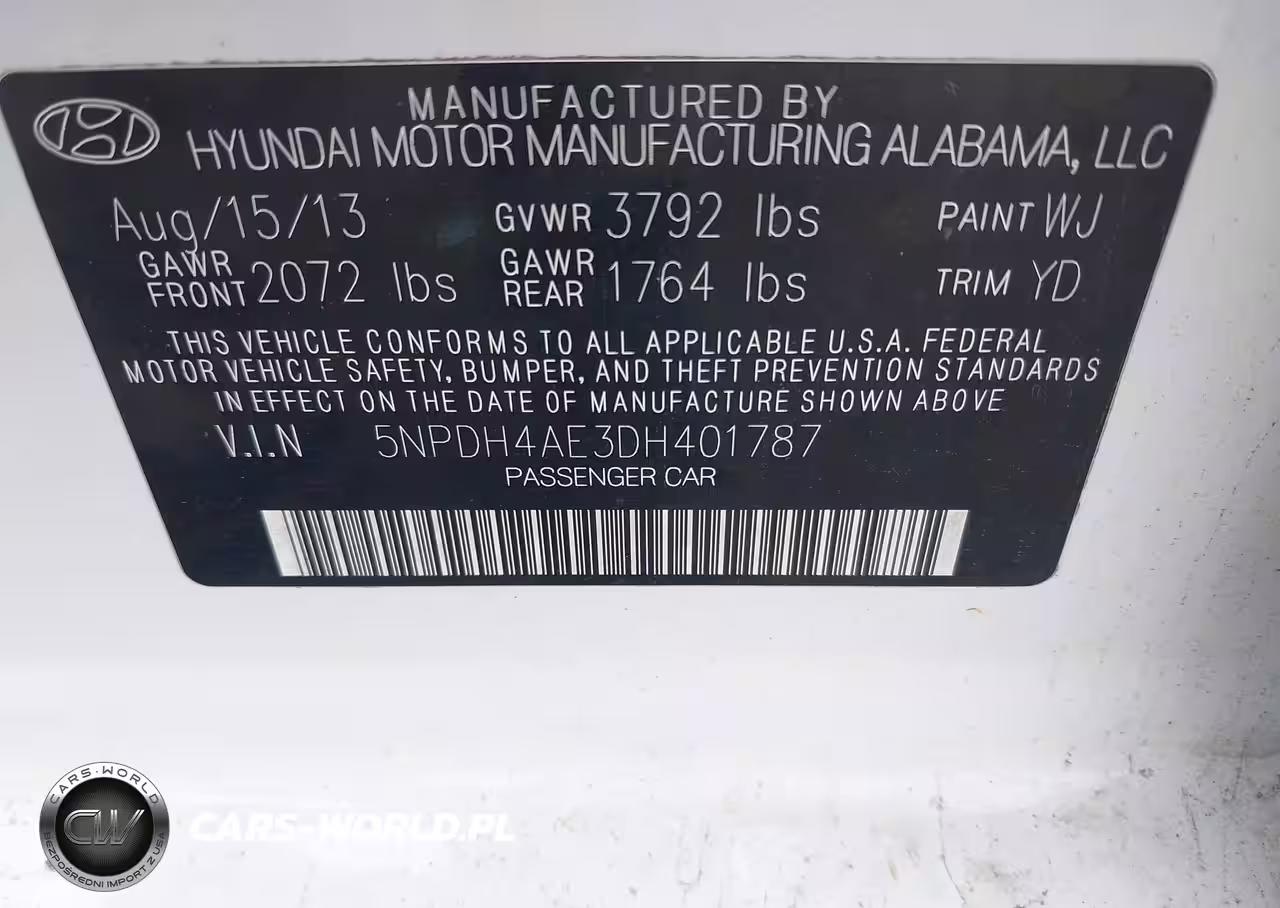 MANUFACTURED BY
HYUNDAI MOTOR MANUFACTURING ALABAMA, LLC
Aug/15/13 GVWR 3792 lbs PAINT WJ
GAWR FRONT 2072 lbs GAWR REAR 1764 lbs TRIM YD
THIS VEHICLE CONFORMS TO ALL APPLICABLE U.S.A. FEDERAL
MOTOR VEHICLE SAFETY, BUMPER, AND THEFT PREVENTION STANDARDS
IN EFFECT ON THE DATE OF MANUFACTURE SHOWN ABOVE
V.I.N 5NPDH4AE3DH401787
PASSENGER CAR
CARS-WORLD
CW
BEZPOŚREDNI IMPORT Z USA
CARS-WORLD.PL